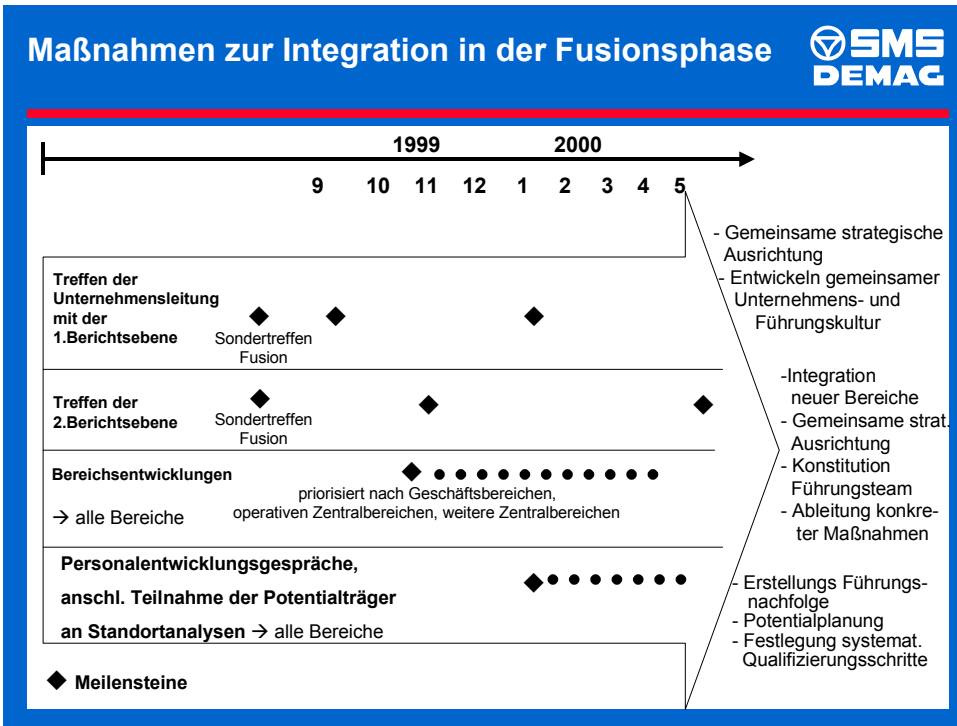 Maßnahmen zur Integration in der Fusionsphase
SMS
DEMAG
1999 2000
9 10 11 12 1 2 3 4 5
Treffen der
Unternehmensleitung
mit der
1.Berichtsebene
Sondertreffen
Fusion
Treffen der
2.Berichtsebene
Sondertreffen
Fusion
Bereichsentwicklungen
→ alle Bereiche
priorisiert nach Geschäftsbereichen,
operativen Zentralbereichen, weitere Zentralbereichen
Personalentwicklungsgespräche,
anschl. Teilnahme der Potentialträger
an Standortanalysen → alle Bereiche
- Gemeinsame strategische
Ausrichtung
- Entwickeln gemeinsamer
Unternehmens- und
Führungskultur
-Integration
neuer Bereiche
- Gemeinsame strat.
Ausrichtung
- Konstitution
Führungsteam
- Ableitung konkre-
ter Maßnahmen
- Erstellungs Führungs-
nachfolge
- Potentialplanung
- Festlegung systemat.
Qualifizierungsschritte
◆ Meilensteine